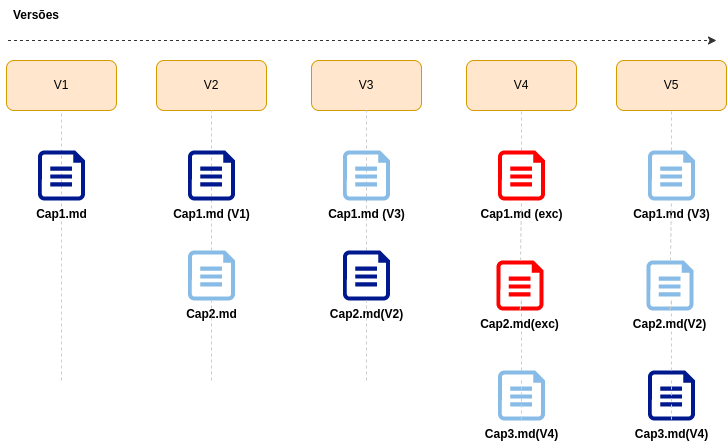 Versões
V1
V2
V3
V4
V5
Cap1.md
Cap1.md (V1)
Cap1.md (V3)
Cap1.md (exc)
Cap1.md (V3)
Cap2.md
Cap2.md(V2)
Cap2.md(exc)
Cap2.md(V2)
Cap3.md(V4)
Cap3.md(V4)